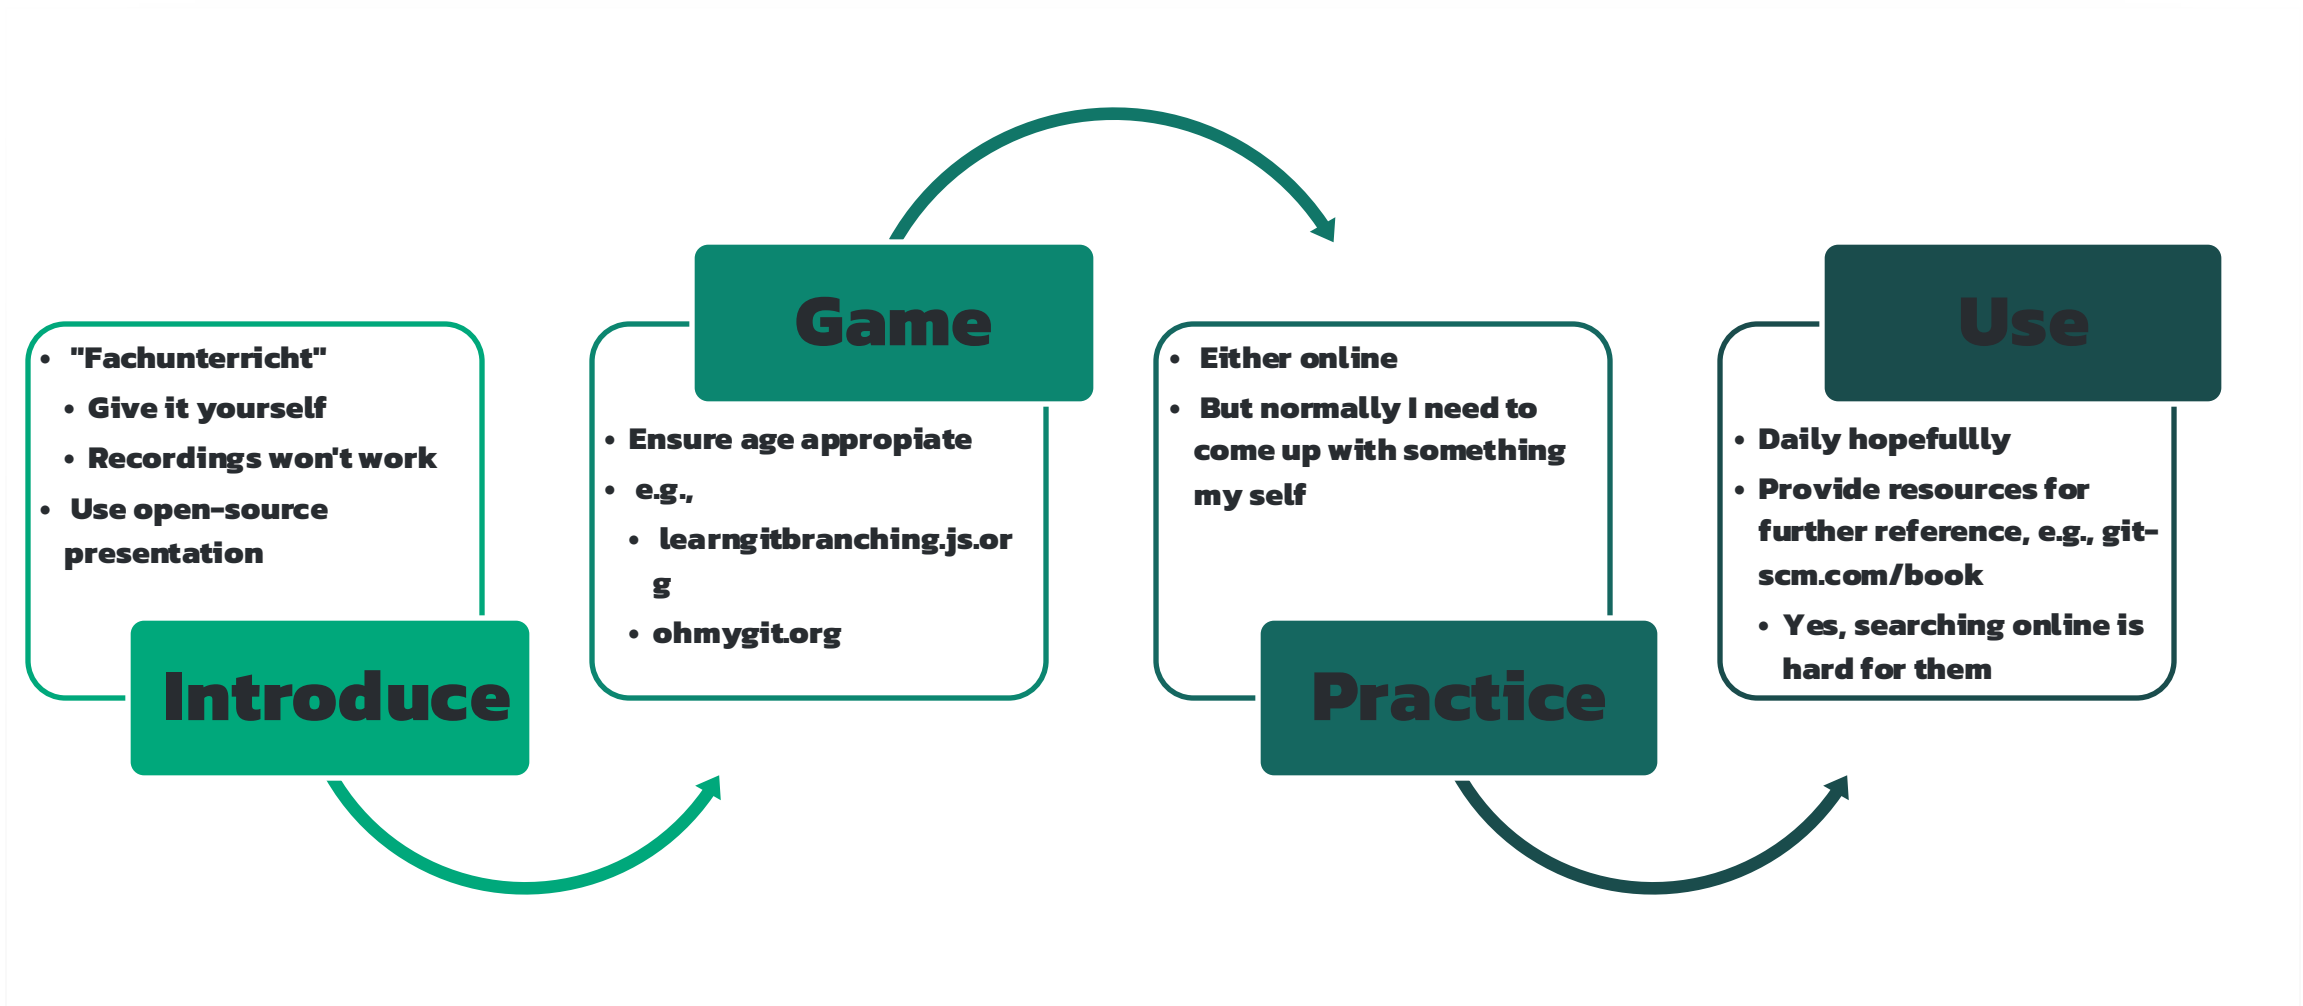 "Fachunterricht"
Give it yourself
Recordings won't work
Use open-source
presentation
Introduce
Game
Ensure age appropiate
e.g.,
learngitbranching.js.or
g
ohmygit.org
Either online
But normally I need to
come up with something
my self
Practice
Use
Daily hopefullly
Provide resources for
further reference, e.g., git-
scm.com/book
Yes, searching online is
hard for them